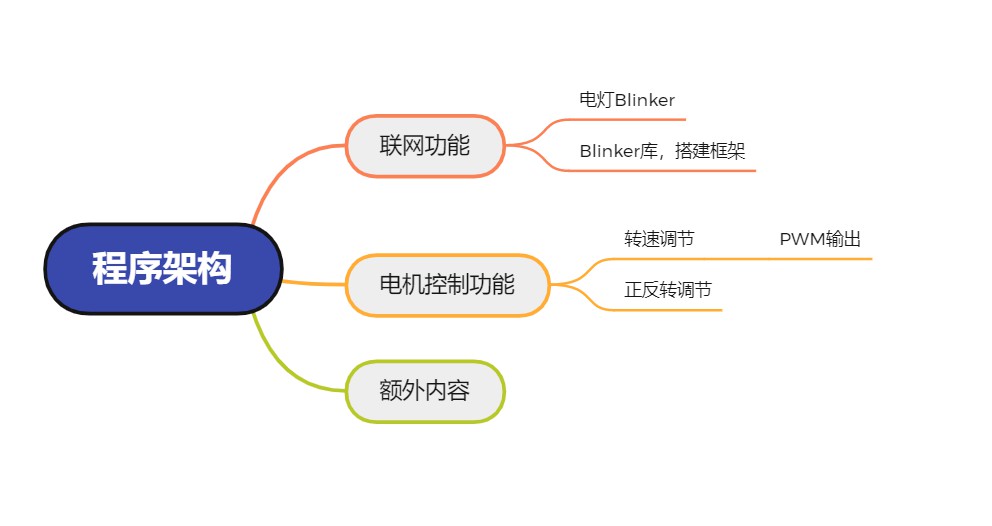 程序架构
联网功能
电灯Blinker
Blinker库，搭建框架
电机控制功能
转速调节
PWM输出
正反转调节
额外内容